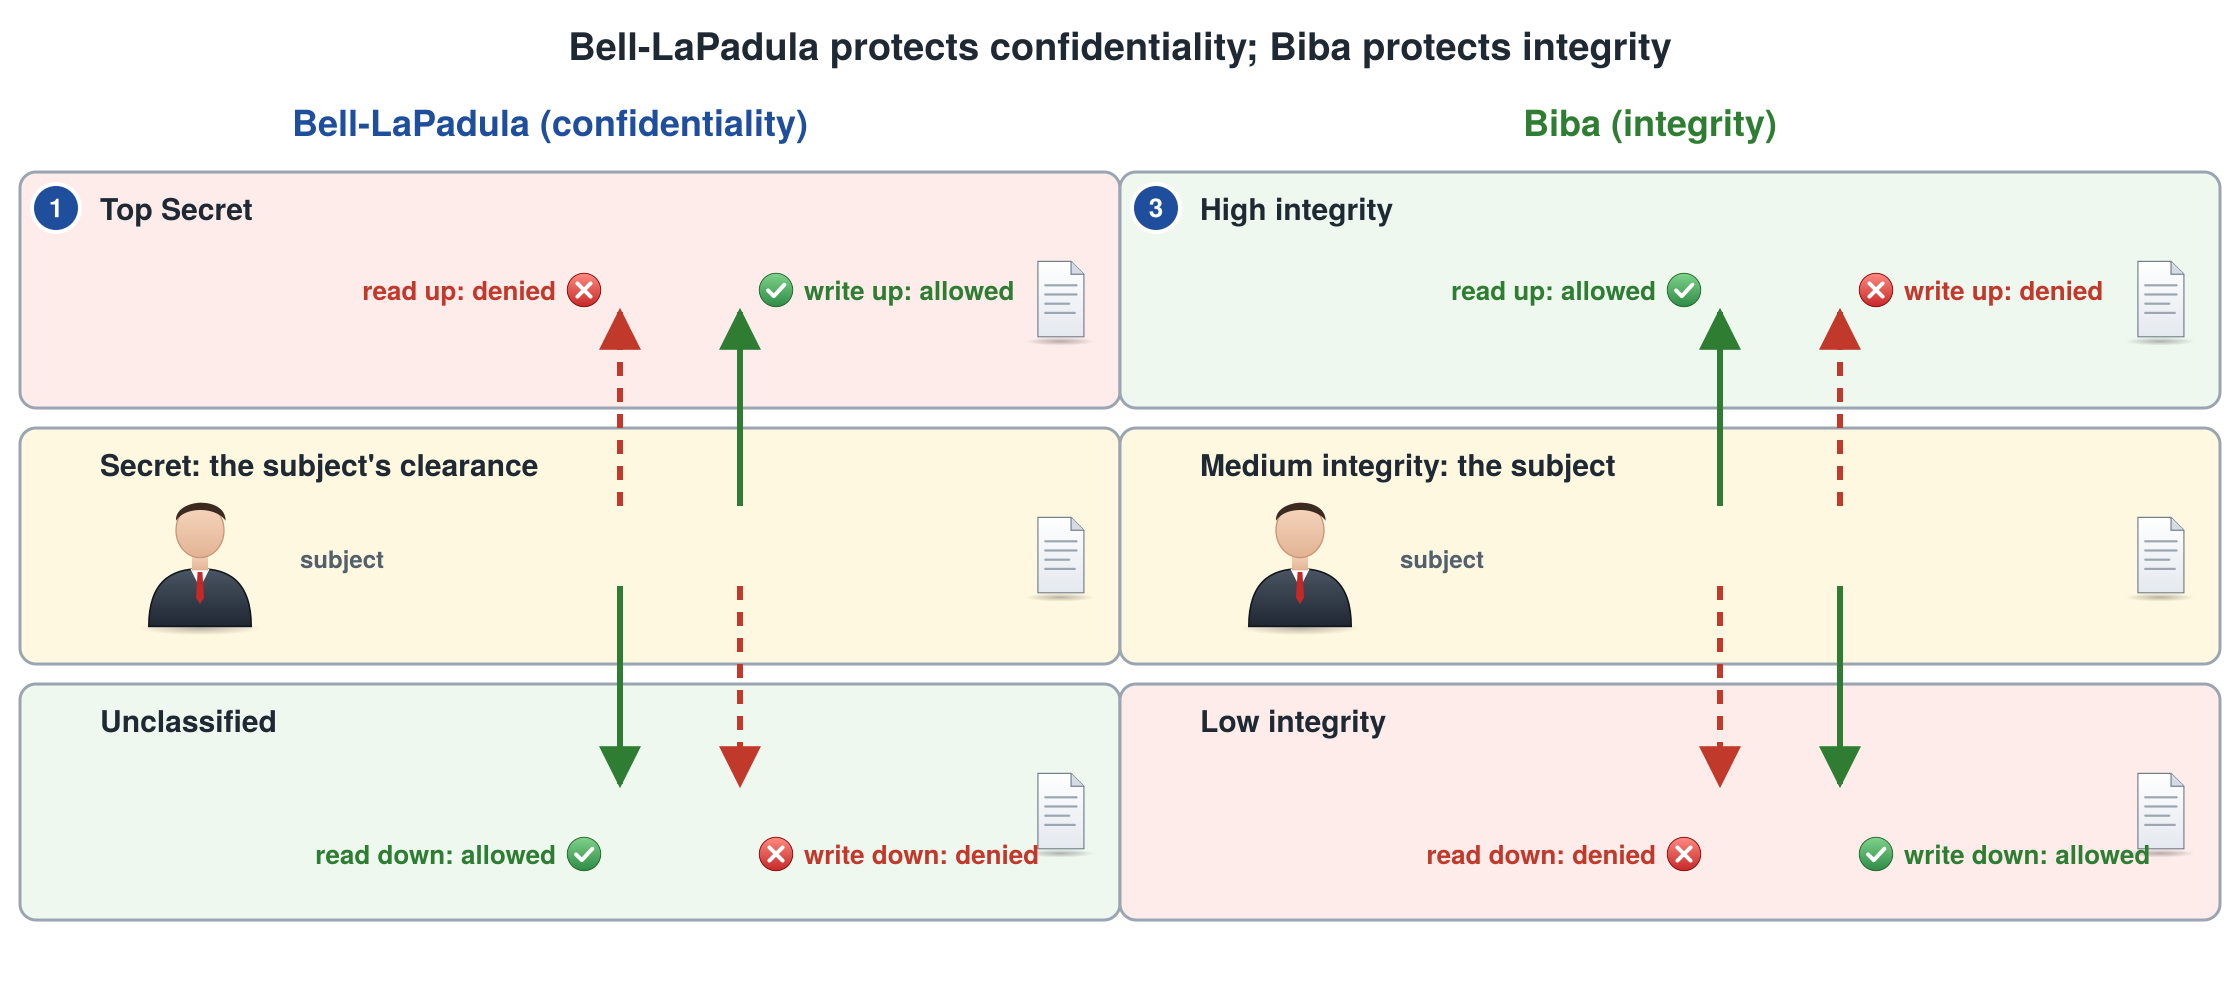 Bell-LaPadula protects confidentiality; Biba protects integrity
Bell-LaPadula (confidentiality)
1
Top Secret
read up: denied
write up: allowed
Secret: the subject's clearance
subject
Unclassified
read down: allowed
write down: denied
Biba (integrity)
3
High integrity
read up: allowed
write up: denied
Medium integrity: the subject
subject
Low integrity
read down: denied
write down: allowed